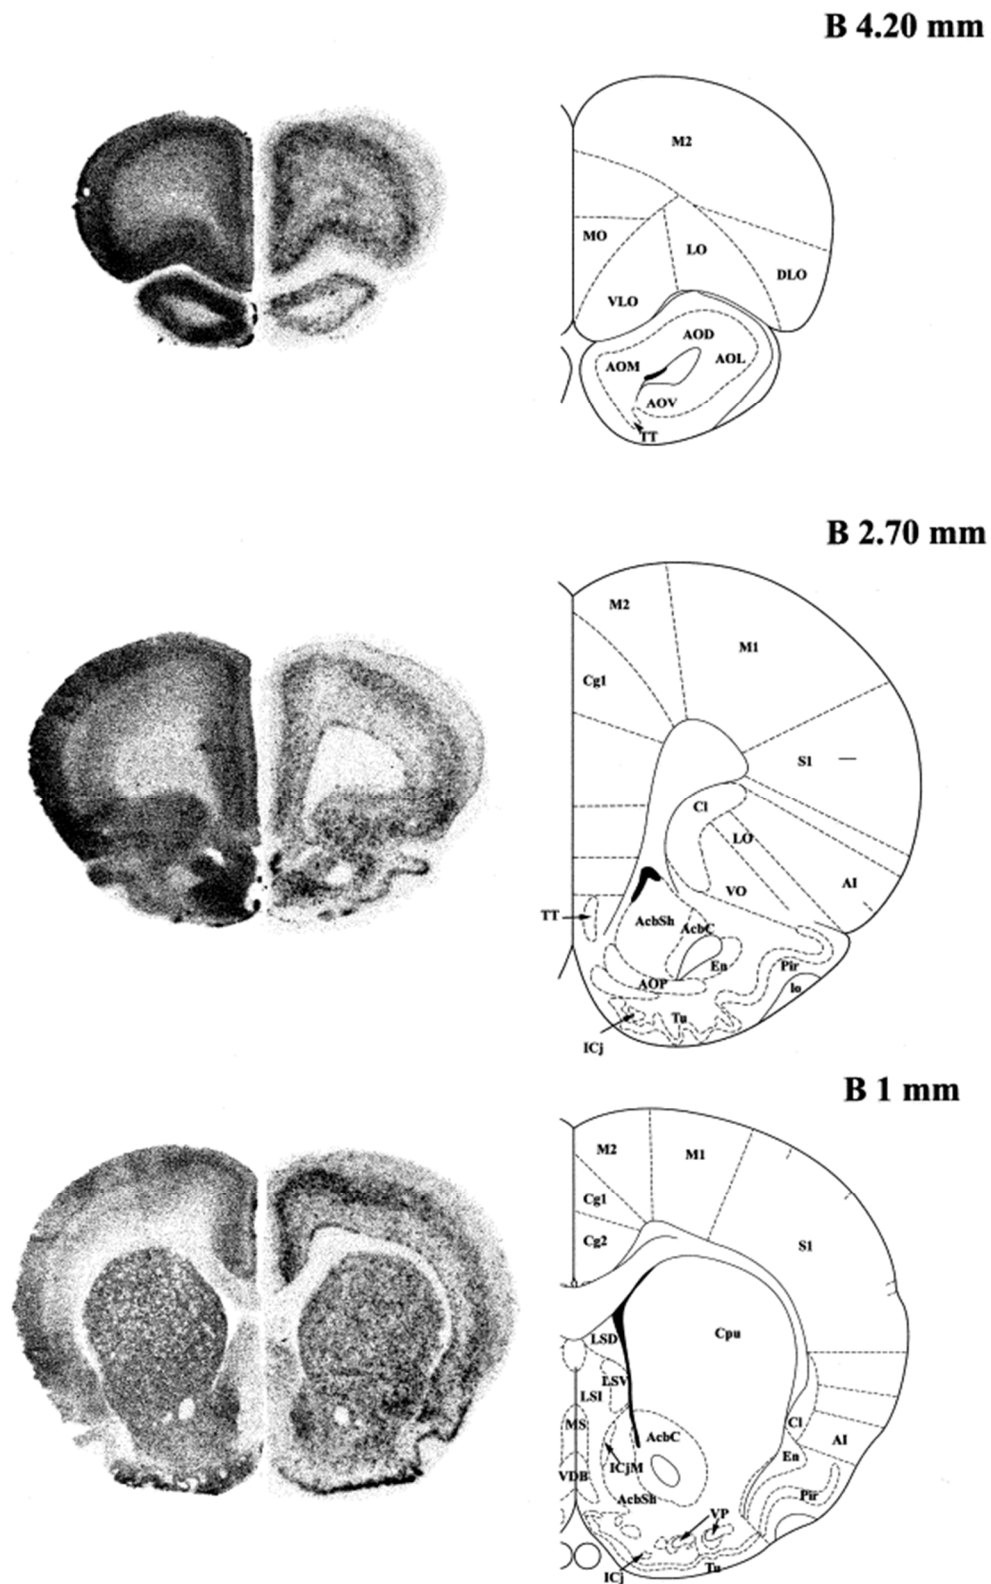 B 4.20 mm
M2
MO
LO
DLO
VLO
AOD
AOM
AOL
AOV
TT
B 2.70 mm
M2
M1
Cg1
S1
Cl
LO
AI
VO
TT
AcbSh
AcbC
En
Pir
AOP
lo
Tu
ICj
B 1 mm
M2
M1
Cg1
Cg2
S1
LSD
Cpu
LSV
LSI
MS
AcbC
Cl
AI
ICjM
En
VDB
AcbSh
Pir
VP
Tu
ICj